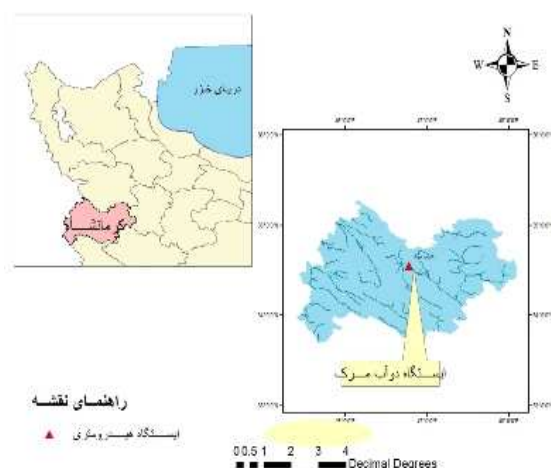 N
W E
S
دریای خزر
کرمانشاه
ایستگاه دوآب مرک
راهنمای نقشه
ایستگاه هیدرومتری
0 0.5 1 2 3 4
Decimal Degrees